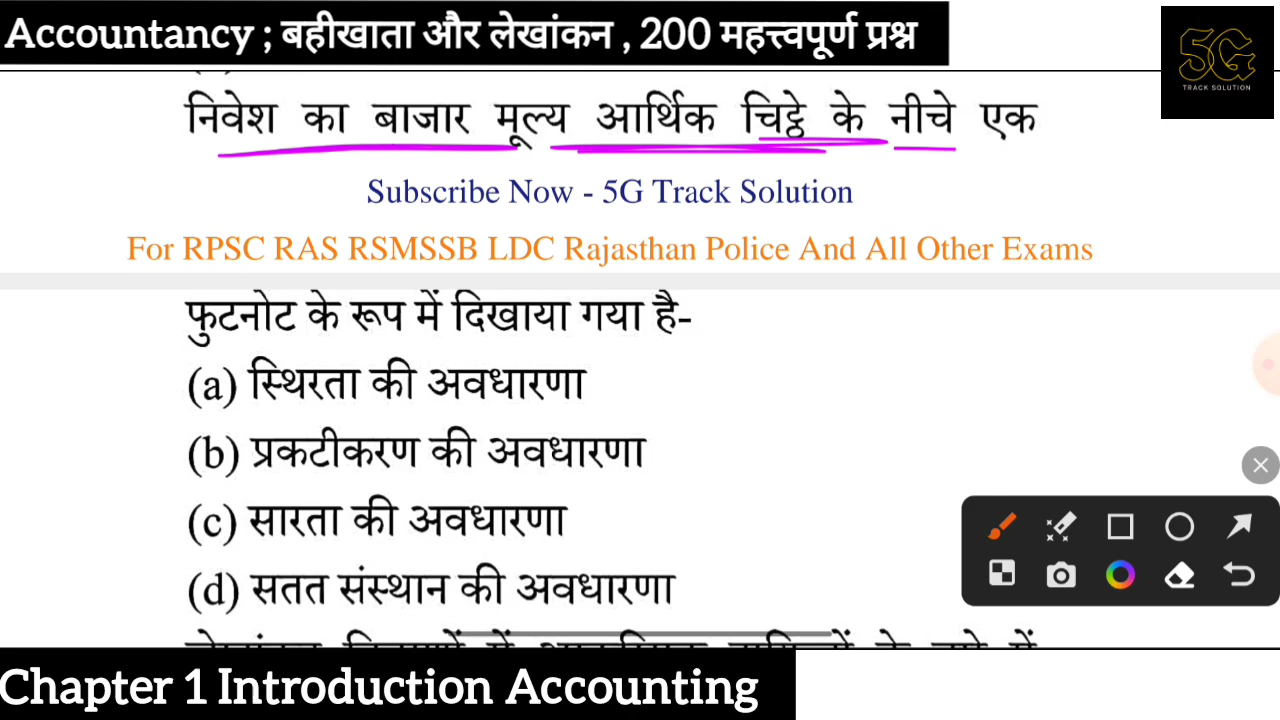 Accountancy ; बहीखाता और लेखांकन , 200 महत्त्वपूर्ण प्रश्न
5G
TRACK SOLUTION
निवेश का बाजार मूल्य आर्थिक चिट्ठे के नीचे एक
Subscribe Now - 5G Track Solution
For RPSC RAS RSMSSB LDC Rajasthan Police And All Other Exams
फुटनोट के रूप में दिखाया गया है-
(a) स्थिरता की अवधारणा
(b) प्रकटीकरण की अवधारणा
(c) सारता की अवधारणा
(d) सतत संस्थान की अवधारणा
Chapter 1 Introduction Accounting